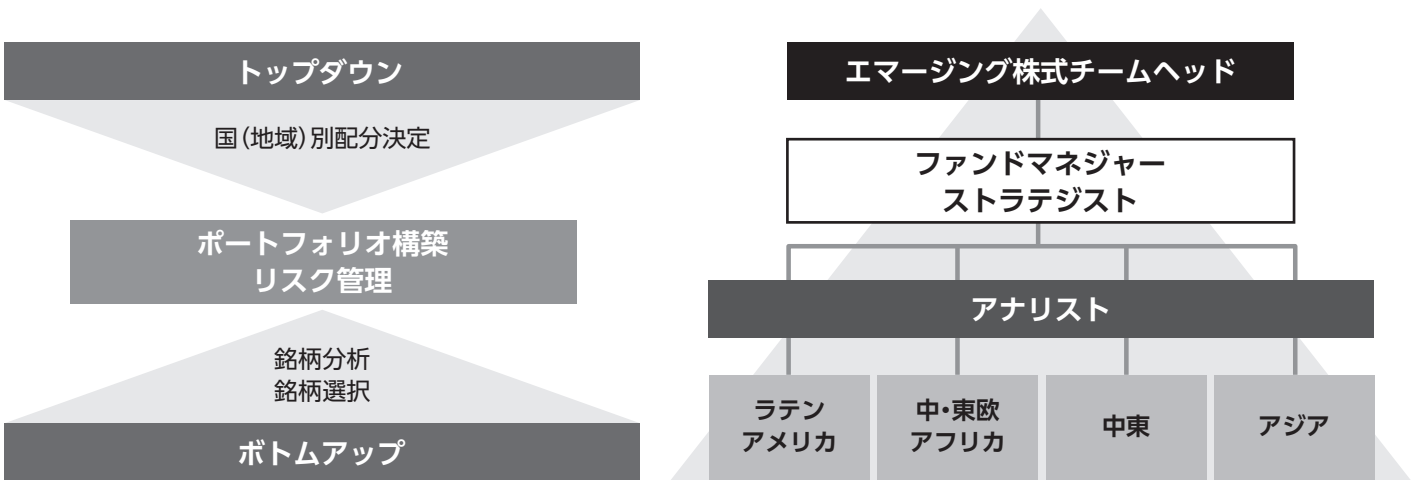 トップダウン
国(地域)別配分決定
ポートフォリオ構築
リスク管理
銘柄分析
銘柄選択
ボトムアップ
エマージング株式チームヘッド
ファンドマネジャー
ストラテジスト
アナリスト
ラテン
アメリカ
中・東欧
アフリカ
中東
アジア